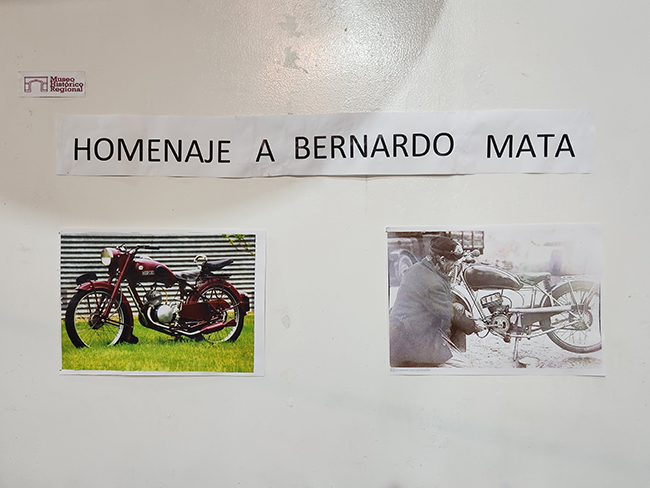 Museo
Histórico
Regional
HOMENAJE A BERNARDO MATA